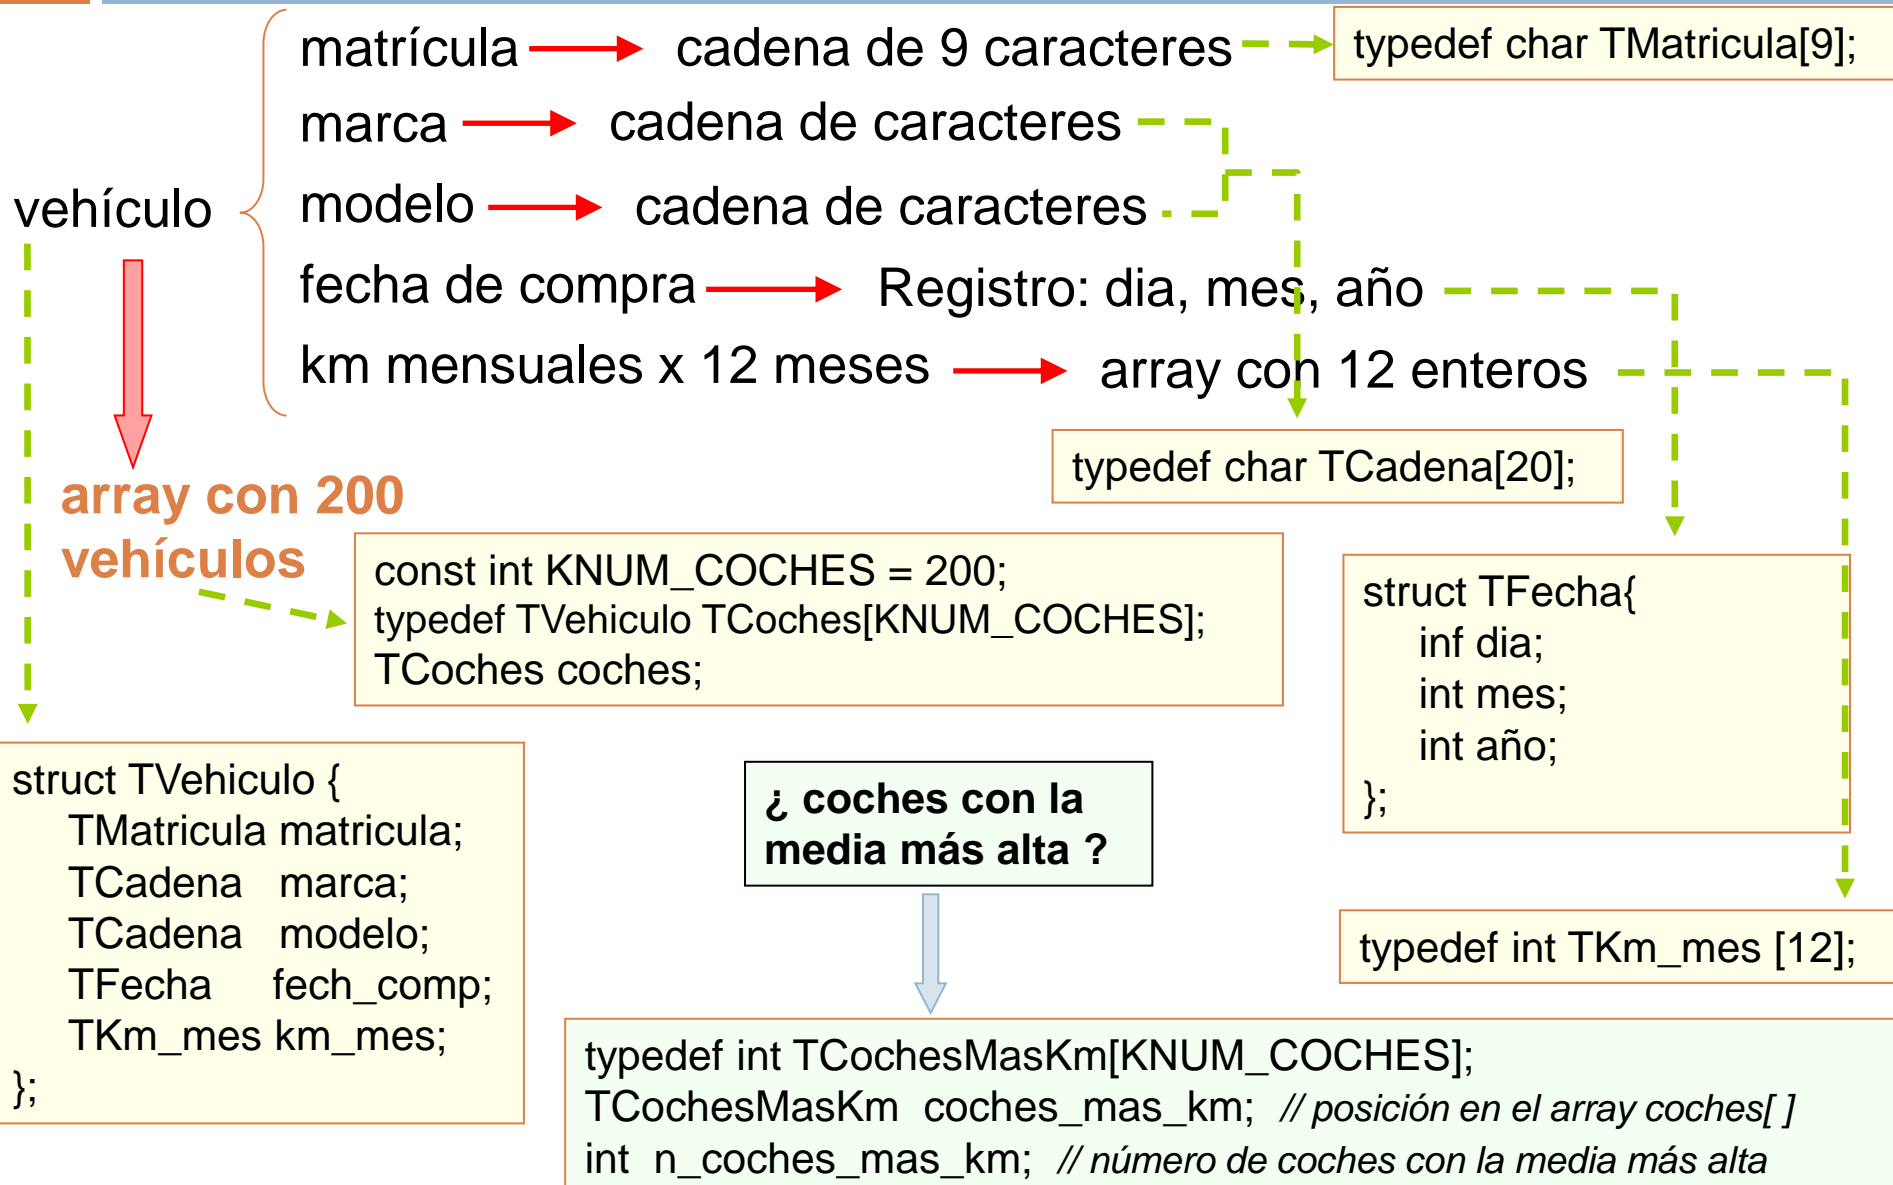 matrícula
cadena de 9 caracteres
typedef char TMatricula[9];
marca
cadena de caracteres
vehículo
modelo
cadena de caracteres
fecha de compra
Registro: dia, mes, año
km mensuales x 12 meses
array con 12 enteros
typedef char TCadena[20];
array con 200
vehículos
const int KNUM_COCHES = 200;
typedef TVehiculo TCoches[KNUM_COCHES];
TCoches coches;
struct TFecha{
inf dia;
int mes;
int año;
};
struct TVehiculo {
TMatricula matricula;
TCadena marca;
TCadena modelo;
TFecha fech_comp;
TKm_mes km_mes;
};
¿ coches con la
media más alta ?
typedef int TKm_mes [12];
typedef int TCochesMasKm[KNUM_COCHES];
TCochesMasKm coches_mas_km; // posición en el array coches[ ]
int n_coches_mas_km; // número de coches con la media más alta